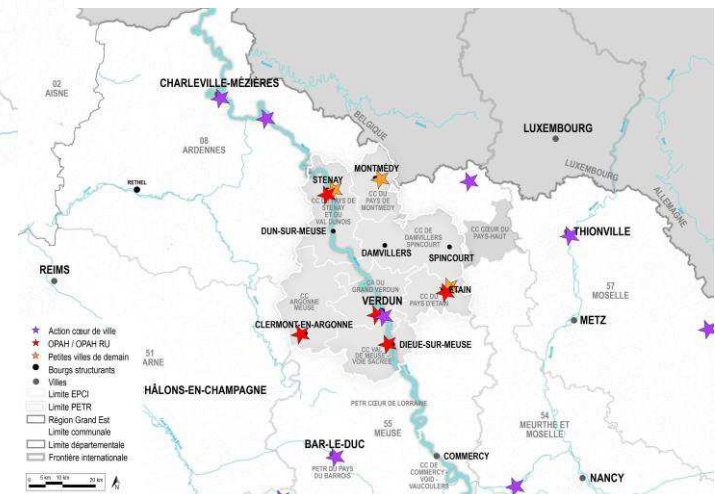 CHARLEVILLE-MÉZIÈRES
02
AISNE
08
ARDENNES
BELGIQUE
LUXEMBOURG
LUXEMBOURG
ALLEMAGNE
RETHEL
STENAY
MONTMÉDY
CC DU PAYS DE
STENAY
ET DU
VAL DUNOIS
CC DU
PAYS DE
MONTMÉDY
DUN-SUR-MEUSE
CC DE
DAMVILLERS
SPINCOURT
CC CŒUR DU
PAYS-HAUT
DAMVILLERS
SPINCOURT
THIONVILLE
REIMS
57
MOSELLE
CA DU
GRAND VERDUN
CC
ARGONNE
MEUSE
VERDUN
CC DU
PAYS D'ETAIN
ETAIN
METZ
CLERMONT-EN-ARGONNE
DIEUE-SUR-MEUSE
CC VAL
DE MEUSE
VOIE SACRÉE
51
ARNE
HÂLONS-EN-CHAMPAGNE
PETR CŒUR DE LORRAINE
55
MEUSE
54
MEURTHE ET
MOSELLE
BAR-LE-DUC
PETR DU PAYS
DU BARROIS
COMMERCY
CC DE
COMMERCY -
VOID -
VAUCOULEURS
NANCY
Action cœur de ville
OPAH / OPAH RU
Petites villes de demain
Bourgs structurants
Villes
Limite EPCI
Limite PETR
Région Grand Est
Limite communale
Limite départementale
Frontière internationale
0 5 km 10 km 20 km
N